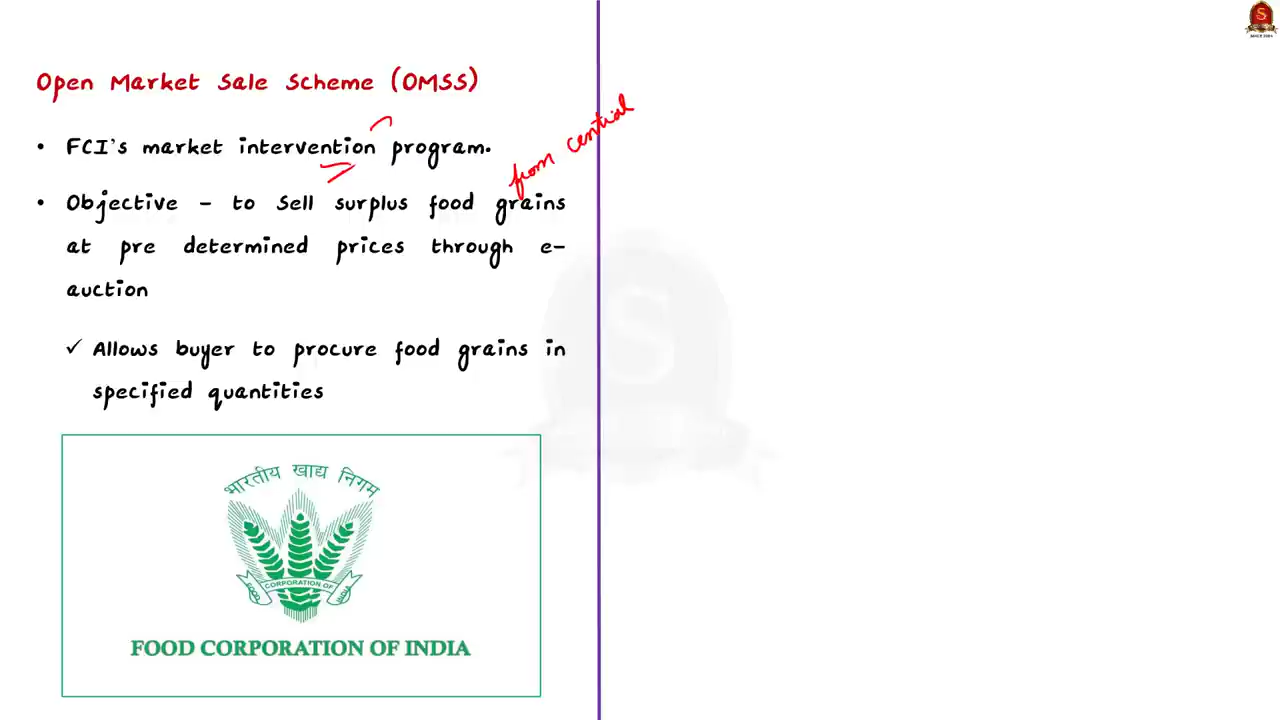 Open Market Sale Scheme (OMSS)
• FCI's market intervention program.
from central
• Objective – to sell surplus food grains
at pre determined prices through e-
auction
✓ Allows buyer to procure food grains in
specified quantities
भारतीय खाद्य निगम
FOOD CORPORATION OF INDIA
FOOD CORPORATION OF INDIA
S
S